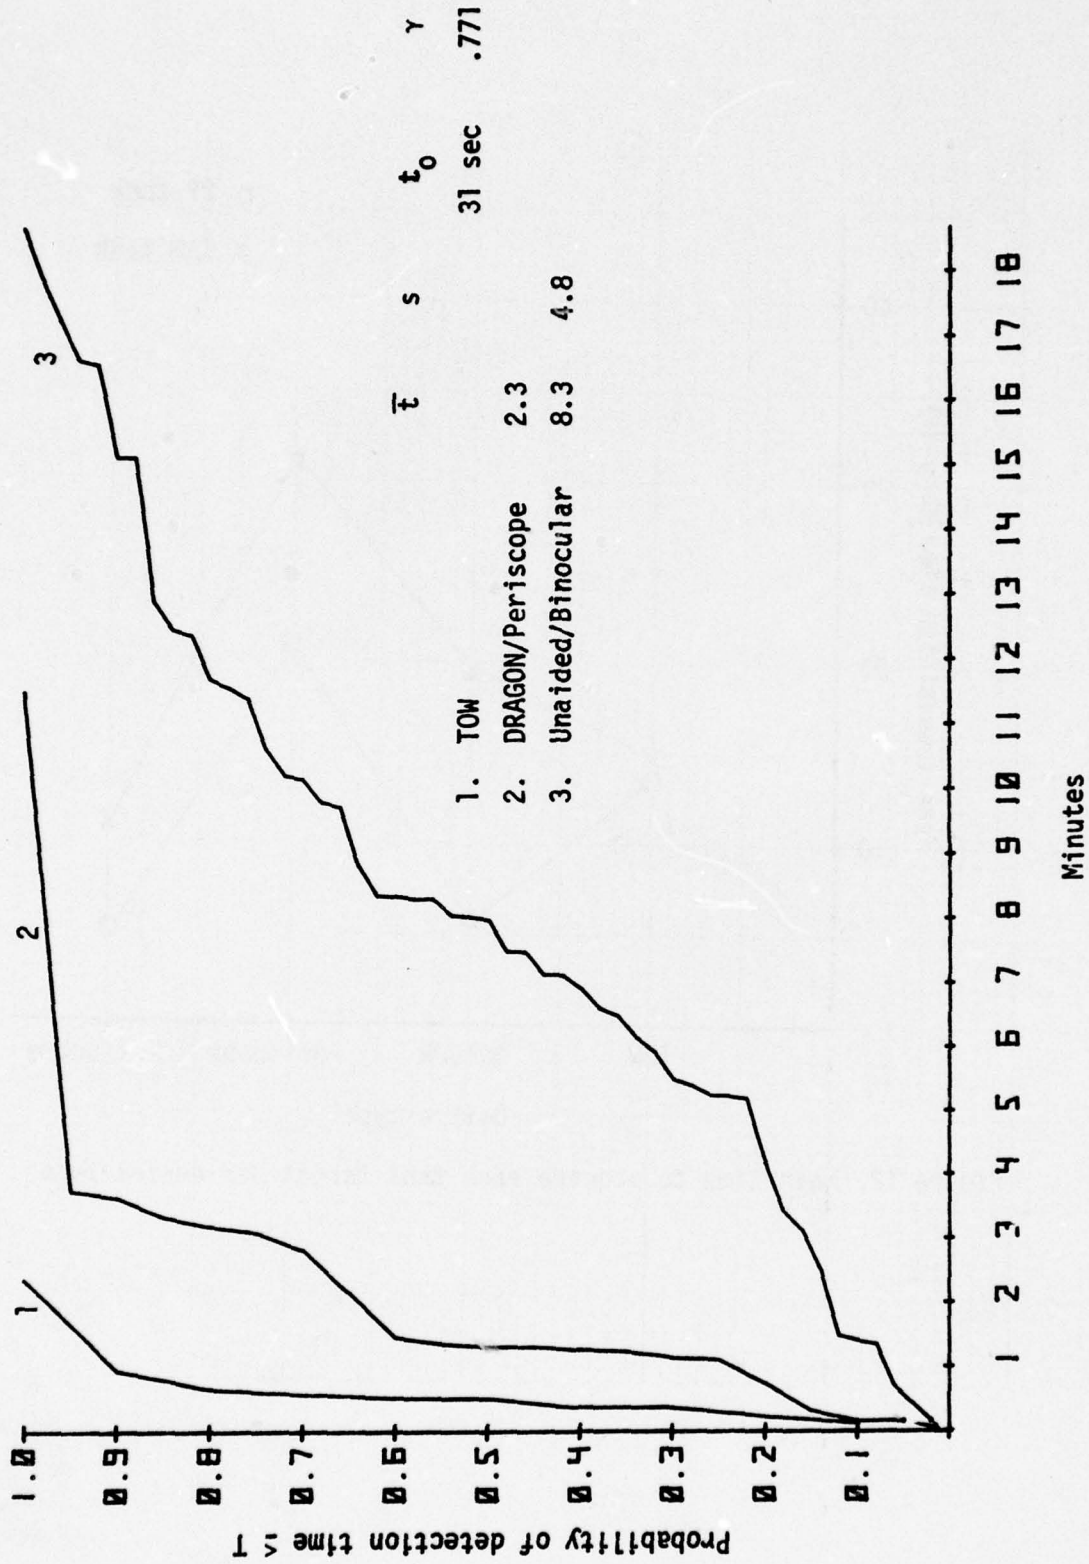 Probability of detection time ≤ T
1.0
0.9
0.8
0.7
0.6
0.5
0.4
0.3
0.2
0.1
1
2
3
t̄ s t₀ γ
1. TOW 31 sec .771
2. DRAGON/Periscope 2.3
3. Unaided/Binocular 8.3 4.8
1 2 3 4 5 6 7 8 9 10 11 12 13 14 15 16 17 18
Minutes